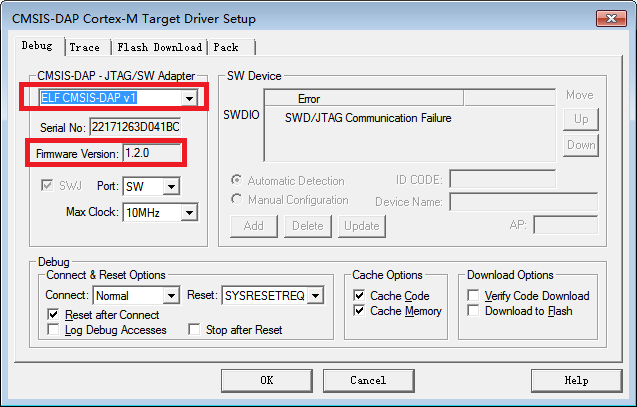 CMSIS-DAP Cortex-M Target Driver Setup
Debug
Trace
Flash Download
Pack
CMSIS-DAP - JTAG/SW Adapter
ELF CMSIS-DAP v1
Serial No: 22171263D041BC
Firmware Version: 1.2.0
SWJ Port: SW
Max Clock: 10MHz
SW Device
Error
SWDIO
SWD/JTAG Communication Failure
Move
Up
Down
Automatic Detection
Manual Configuration
ID CODE:
Device Name:
Add
Delete
Update
AP:
Debug
Connect & Reset Options
Connect: Normal
Reset: SYSRESETREQ
Reset after Connect
Log Debug Accesses
Stop after Reset
Cache Options
Cache Code
Cache Memory
Download Options
Verify Code Download
Download to Flash
OK
Cancel
Help